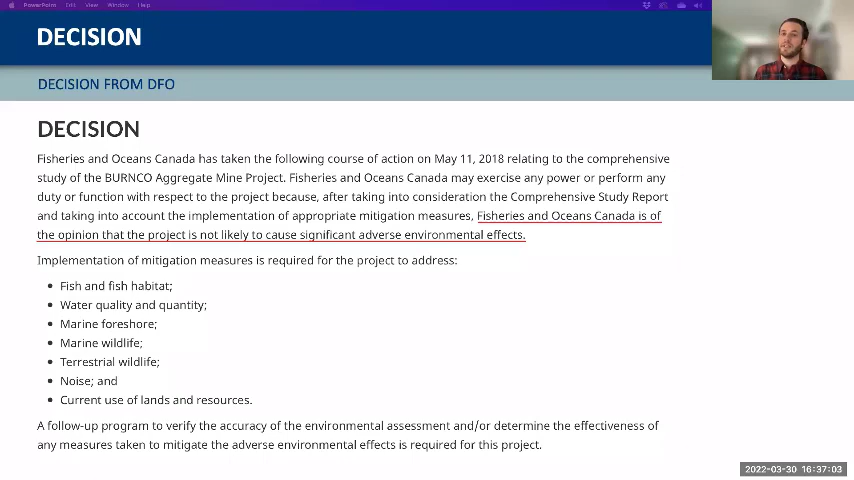 PowerPoint Edit View Window Help
DECISION
DECISION FROM DFO
DECISION
Fisheries and Oceans Canada has taken the following course of action on May 11, 2018 relating to the comprehensive
study of the BURNCO Aggregate Mine Project. Fisheries and Oceans Canada may exercise any power or perform any
duty or function with respect to the project because, after taking into consideration the Comprehensive Study Report
and taking into account the implementation of appropriate mitigation measures, Fisheries and Oceans Canada is of
the opinion that the project is not likely to cause significant adverse environmental effects.
Implementation of mitigation measures is required for the project to address:
• Fish and fish habitat;
• Water quality and quantity;
• Marine foreshore;
• Marine wildlife;
• Terrestrial wildlife;
• Noise; and
• Current use of lands and resources.
A follow-up program to verify the accuracy of the environmental assessment and/or determine the effectiveness of
any measures taken to mitigate the adverse environmental effects is required for this project.
2022-03-30 16:37:03